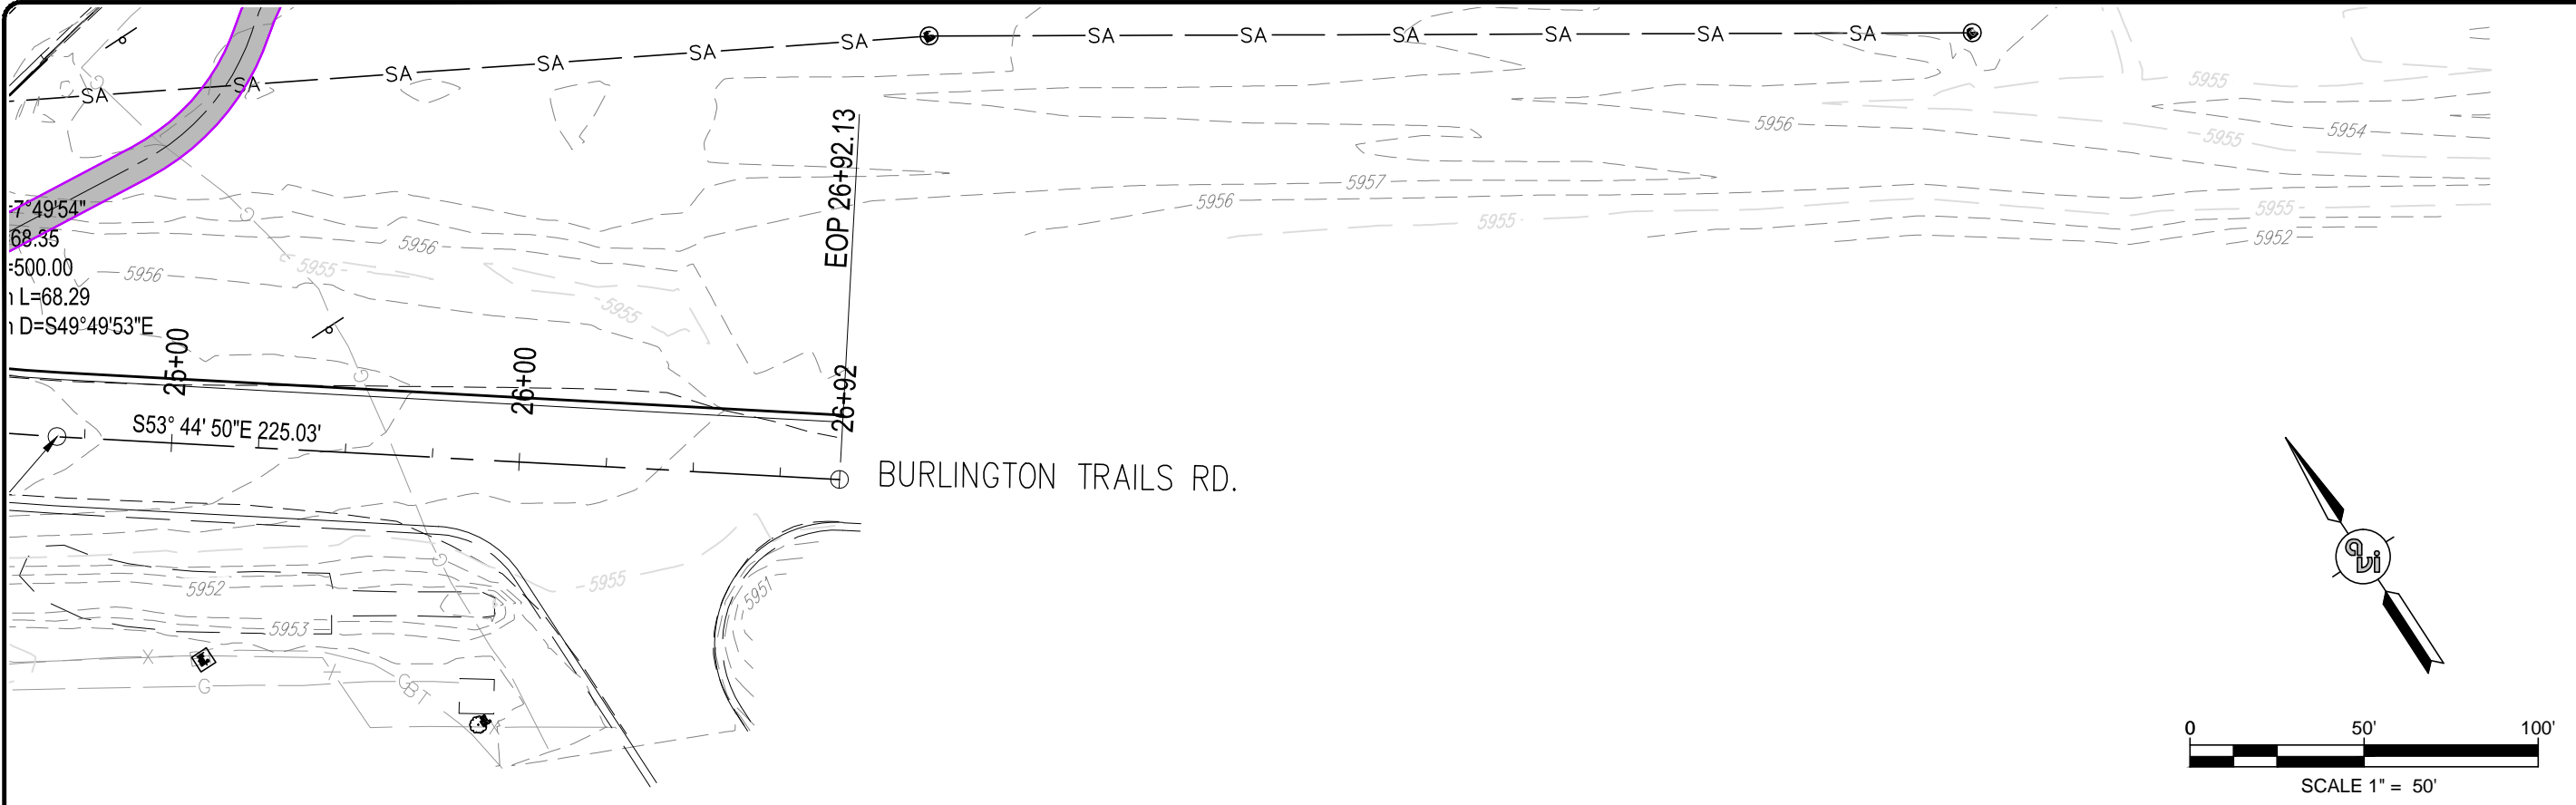 SA SA SA SA SA SA
SA SA SA SA SA SA
5955
5956
5954
5955
EOP 26+92.13
5957
5956
7°49'54"
5955
5955
68.35
5956
5952
=500.00
5956
5955
L=68.29
5955
D=S49°49'53"E
25+00
26+00
26+92
G
G
G
G
S53° 44' 50"E 225.03'
BURLINGTON TRAILS RD.
avi
5955
5952
5951
5953
X
X
G
GBT
X
0 50' 100'
SCALE 1" = 50'